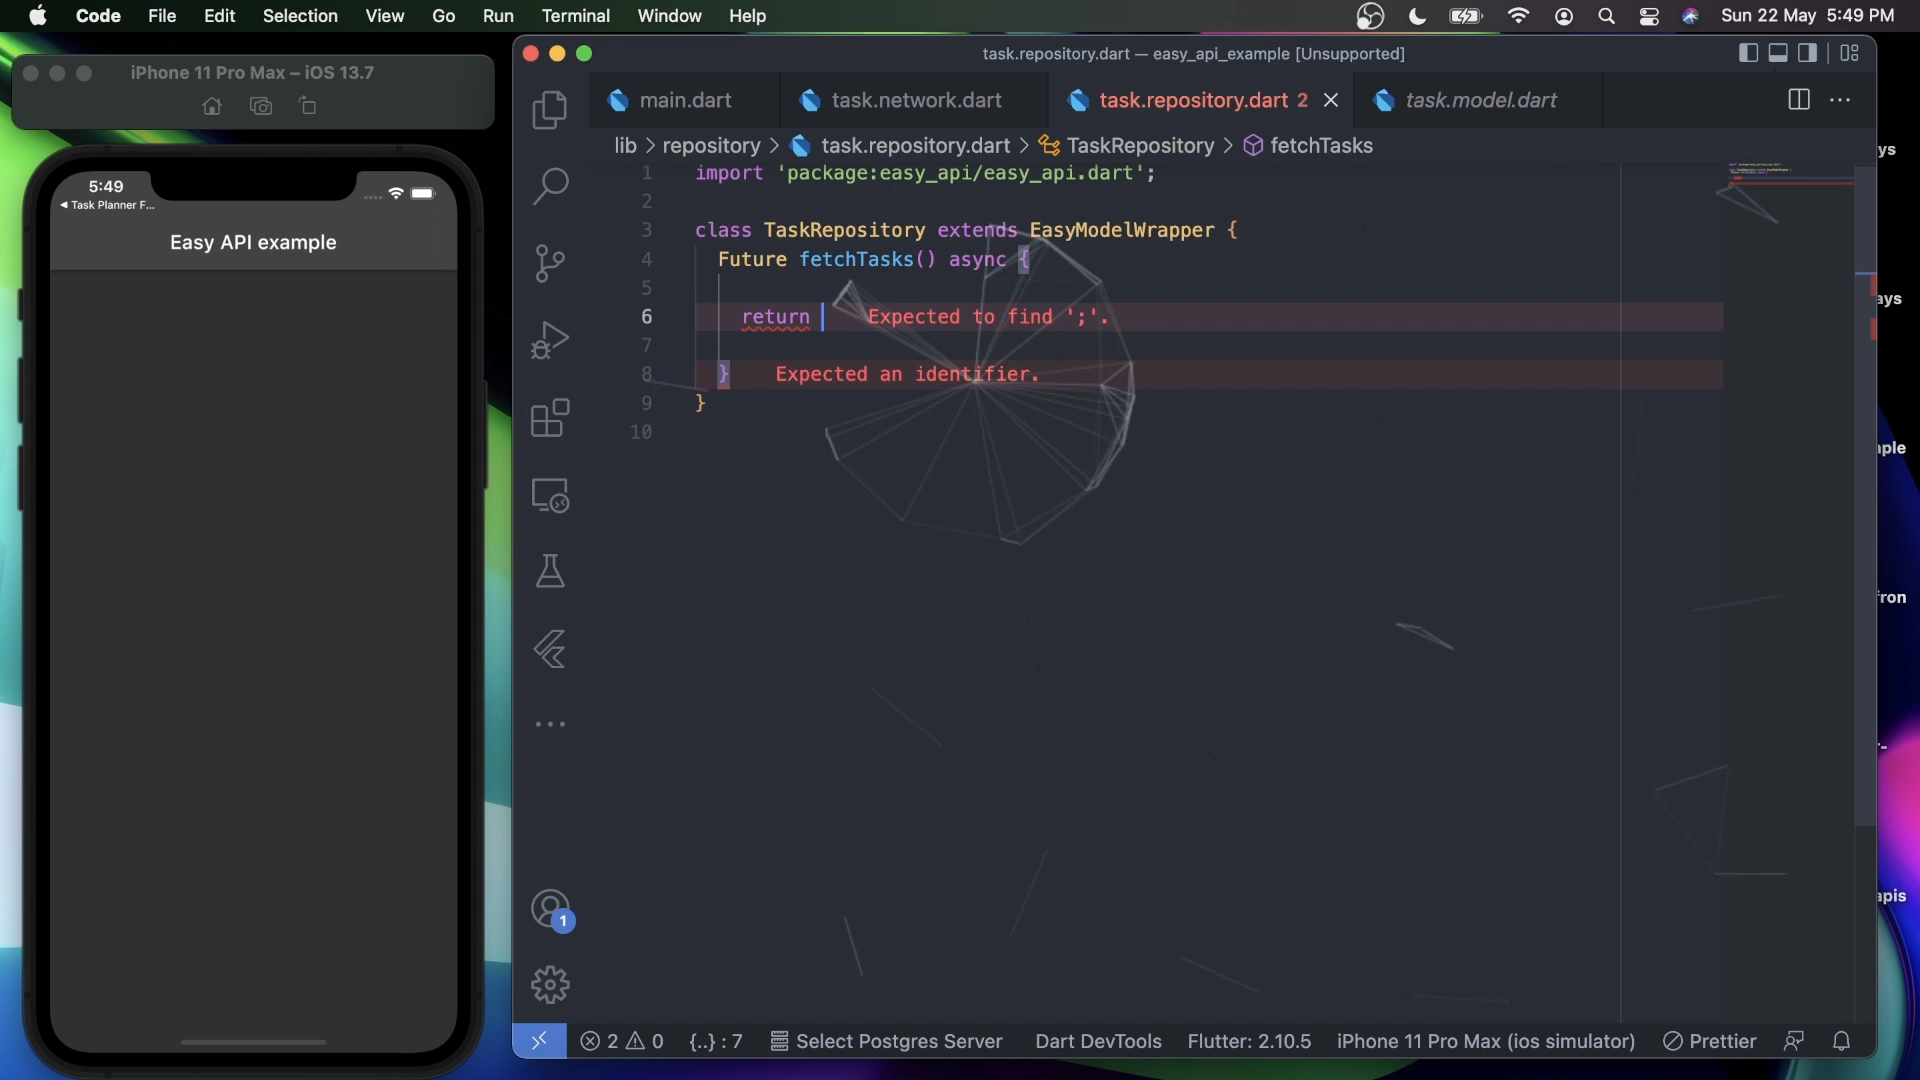 Code File Edit Selection View Go Run Terminal Window Help Sun 22 May 5:49 PM
iPhone 11 Pro Max – iOS 13.7
5:49
◀ Task Planner F...
Easy API example
task.repository.dart — easy_api_example [Unsupported]
main.dart task.network.dart task.repository.dart 2 task.model.dart
lib > repository > task.repository.dart > TaskRepository > fetchTasks
1 import 'package:easy_api/easy_api.dart';
2
3 class TaskRepository extends EasyModelWrapper {
4 Future fetchTasks() async {
5
6 return Expected to find ';'.
7
8 } Expected an identifier.
9 }
10
1
2 0 {..} : 7 Select Postgres Server Dart DevTools Flutter: 2.10.5 iPhone 11 Pro Max (ios simulator) Prettier
ys
ays
nple
fron
apis